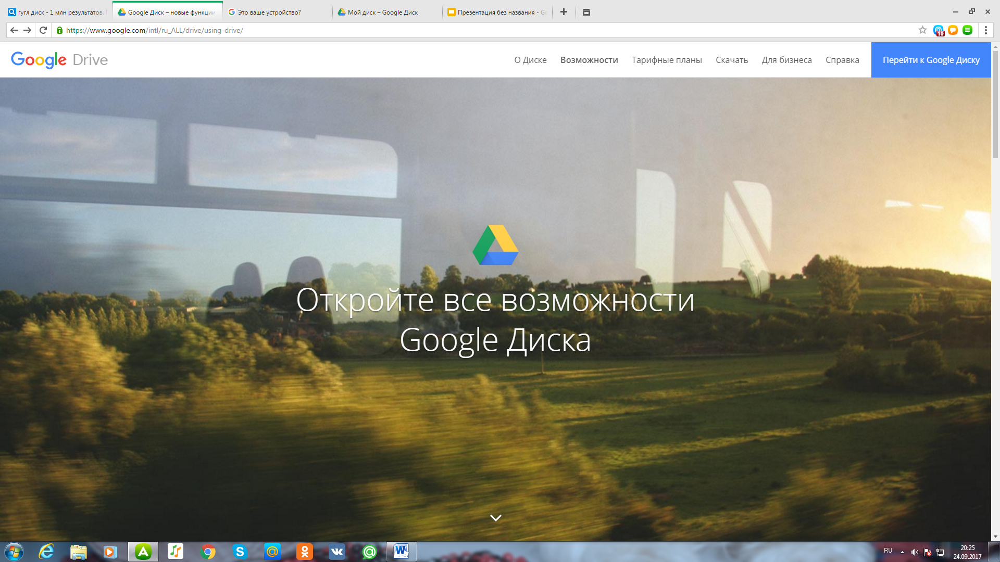 гугл диск - 1 млн результатов.
Google Диск – новые функции
Это ваше устройство?
Мой диск – Google Диск
Презентация без названия - Go
https://www.google.com/intl/ru_ALL/drive/using-drive/
10
Google Drive
О Диске
Возможности
Тарифные планы
Скачать
Для бизнеса
Справка
Перейти к Google Диску
Откройте все возможности
Google Диска
RU
20:25
24.09.2017